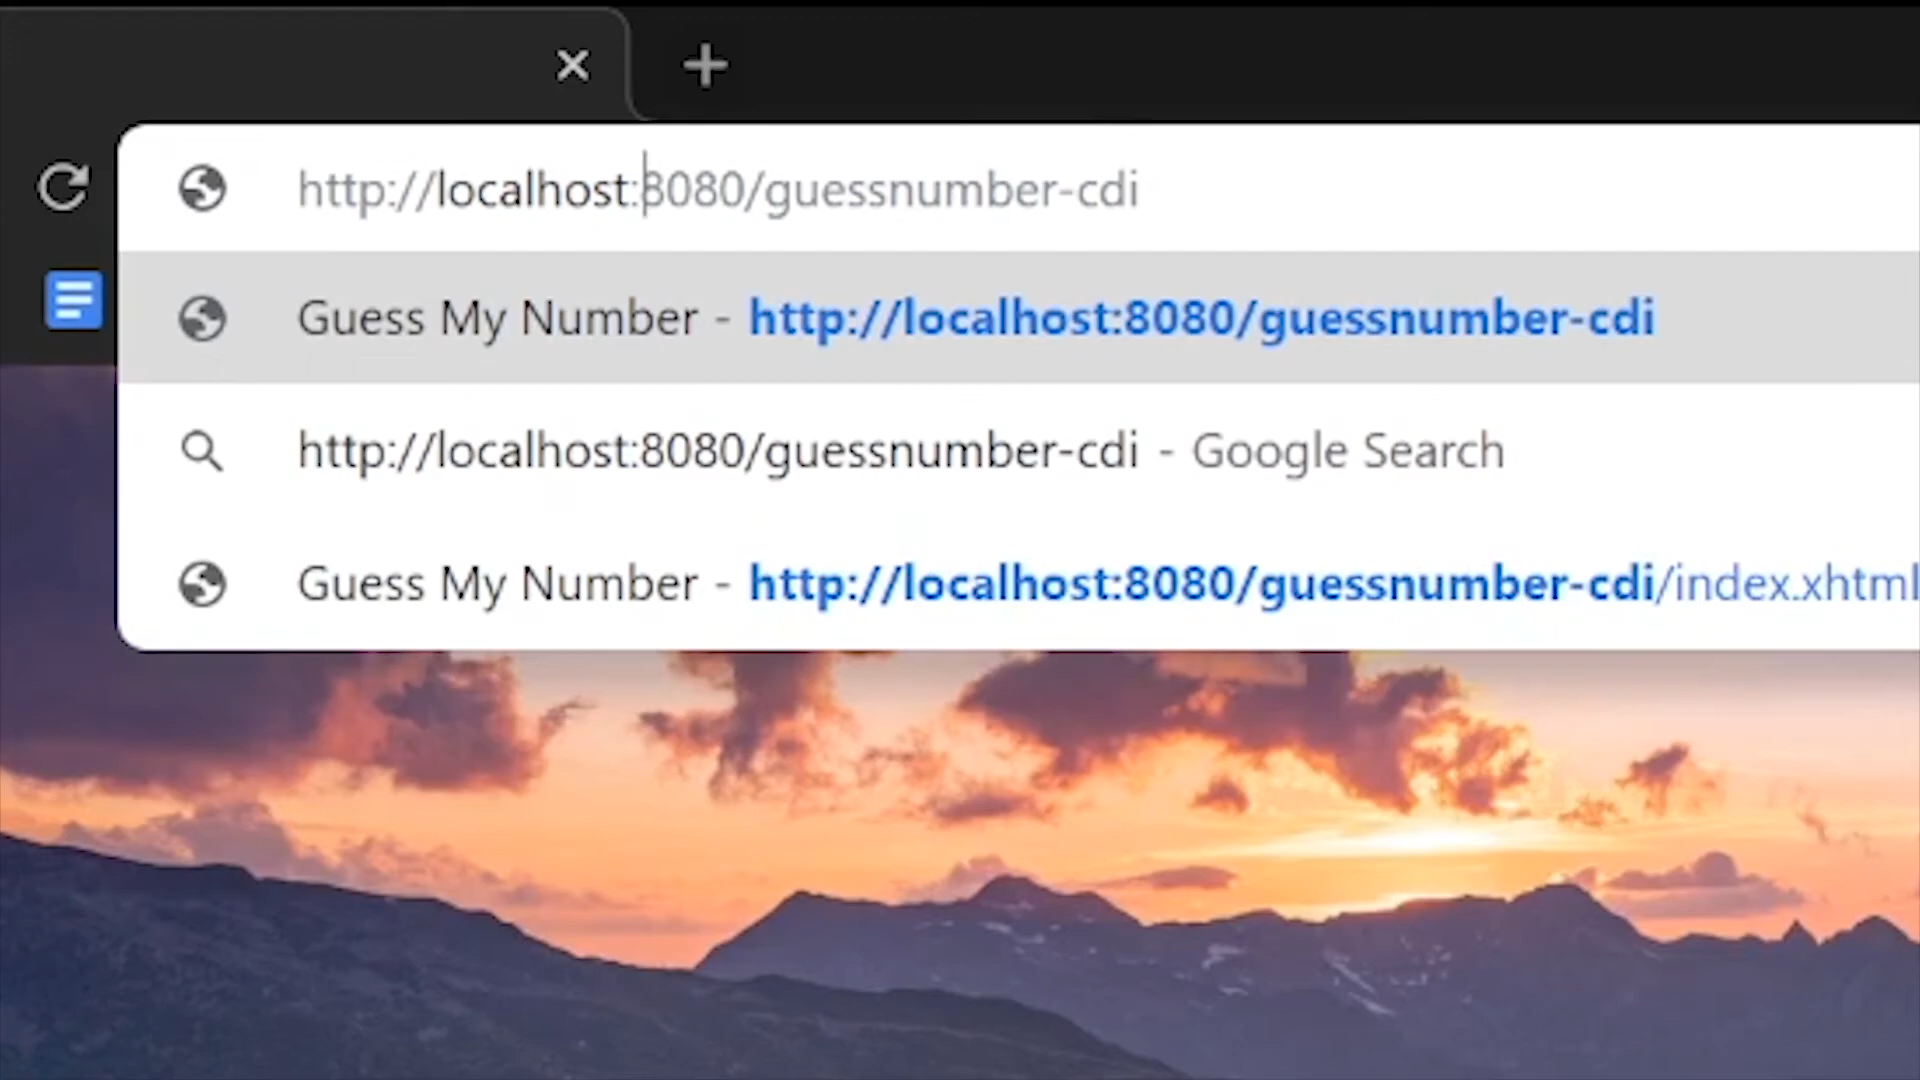 http://localhost:8080/guessnumber-cdi
Guess My Number - http://localhost:8080/guessnumber-cdi
http://localhost:8080/guessnumber-cdi - Google Search
Guess My Number - http://localhost:8080/guessnumber-cdi/index.xhtml